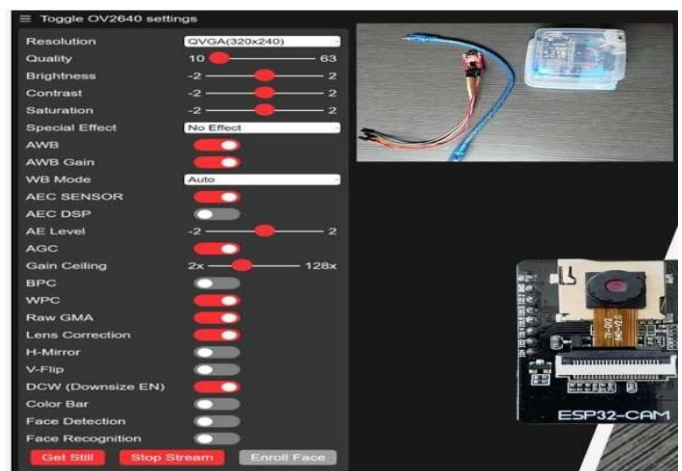 Toggle OV2640 settings
Resolution QVGA(320x240)
Quality 10 63
Brightness -2 2
Contrast -2 2
Saturation -2 2
Special Effect No Effect
AWB
AWB Gain
WB Mode Auto
AEC SENSOR
AEC DSP
AE Level -2 2
AGC
Gain Ceiling 2x 128x
BPC
WPC
Raw GMA
Lens Correction
H-Mirror
V-Flip
DCW (Downsize EN)
Color Bar
Face Detection
Face Recognition
Get Still Stop Stream Enroll Face
ESP32-CAM